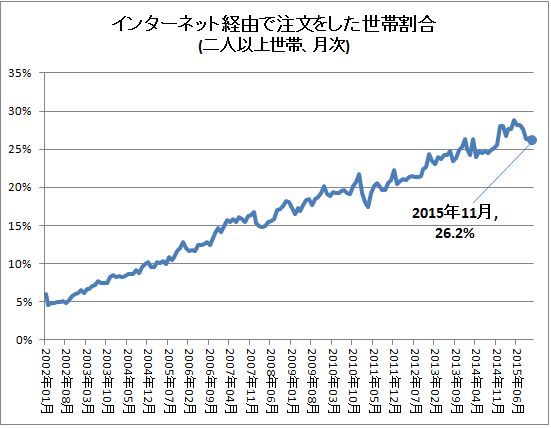 インターネット経由で注文をした世帯割合
(二人以上世帯、月次)
35%
30%
25%
20%
15%
10%
5%
0%
2015年11月,
26.2%
2002年01月
2002年08月
2003年03月
2003年10月
2004年05月
2004年12月
2005年07月
2006年02月
2006年09月
2007年04月
2007年11月
2008年06月
2009年01月
2009年08月
2010年03月
2010年10月
2011年05月
2011年12月
2012年07月
2013年02月
2013年09月
2014年04月
2014年11月
2015年06月